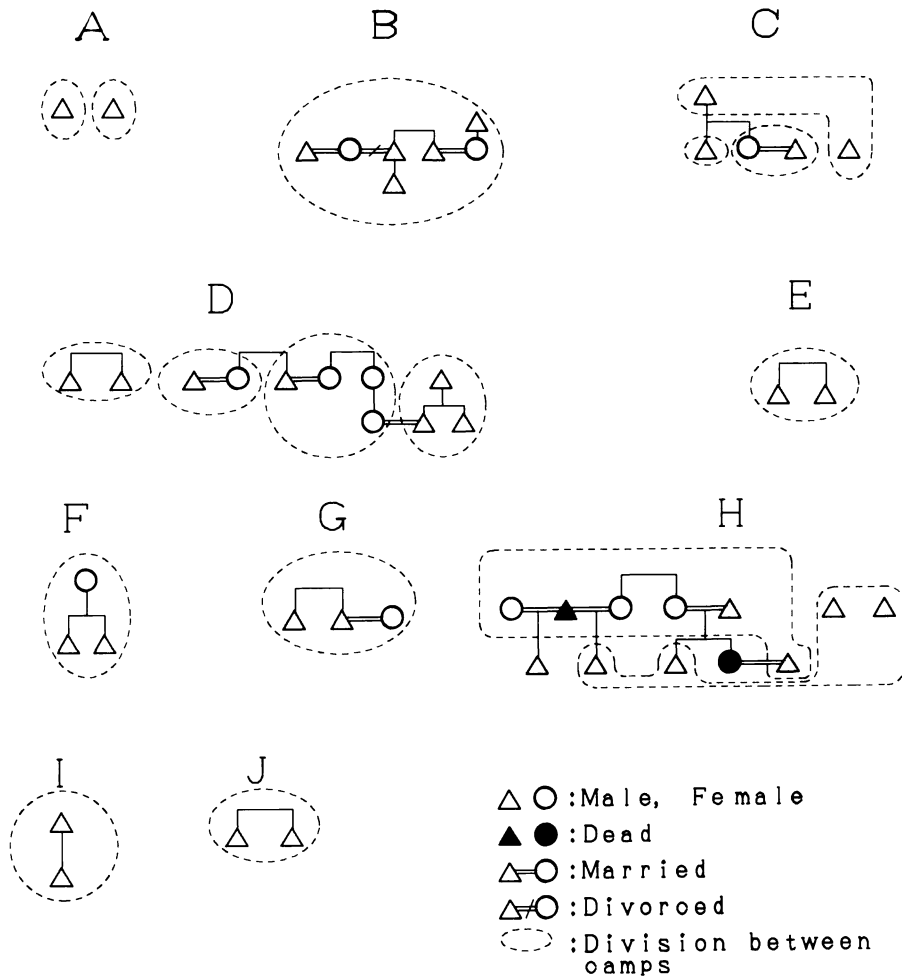 A
B
C
D
E
F
G
H
I
J
:Male, Female
:Dead
:Married
:Divoroed
:Division between
oamps